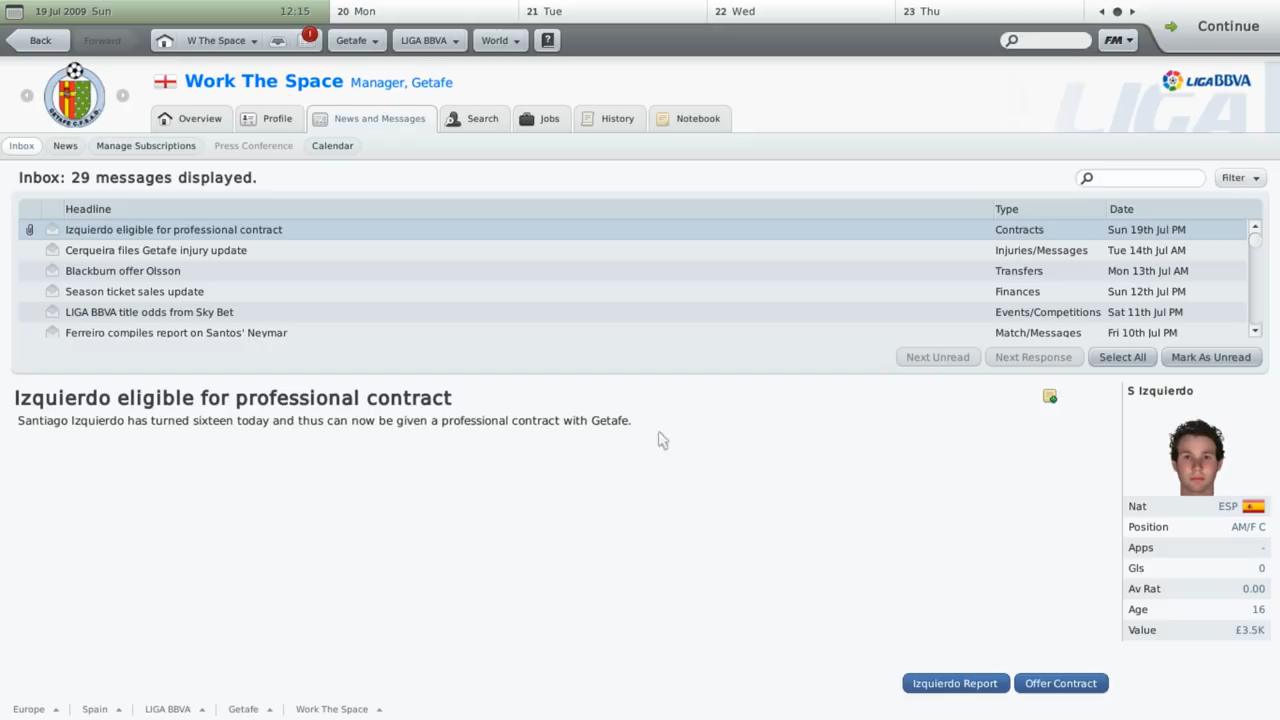 19 Jul 2009 Sun 12:15 20 Mon 21 Tue 22 Wed 23 Thu
Continue
Back Forward W The Space Getafe LIGA BBVA World FM
Work The Space Manager, Getafe
LIGA BBVA
LIGA
GETAFE C.F. S.A.D.
Overview Profile News and Messages Search Jobs History Notebook
Inbox News Manage Subscriptions Press Conference Calendar
Inbox: 29 messages displayed. Filter
Headline Type Date
Izquierdo eligible for professional contract Contracts Sun 19th Jul PM
Cerqueira files Getafe injury update Injuries/Messages Tue 14th Jul AM
Blackburn offer Olsson Transfers Mon 13th Jul AM
Season ticket sales update Finances Sun 12th Jul PM
LIGA BBVA title odds from Sky Bet Events/Competitions Sat 11th Jul PM
Ferreiro compiles report on Santos' Neymar Match/Messages Fri 10th Jul PM
Next Unread Next Response Select All Mark As Unread
Izquierdo eligible for professional contract
Santiago Izquierdo has turned sixteen today and thus can now be given a professional contract with Getafe.
S Izquierdo
Nat ESP
Position AM/F C
Apps -
Gls 0
Av Rat 0.00
Age 16
Value £3.5K
Izquierdo Report Offer Contract
Europe Spain LIGA BBVA Getafe Work The Space